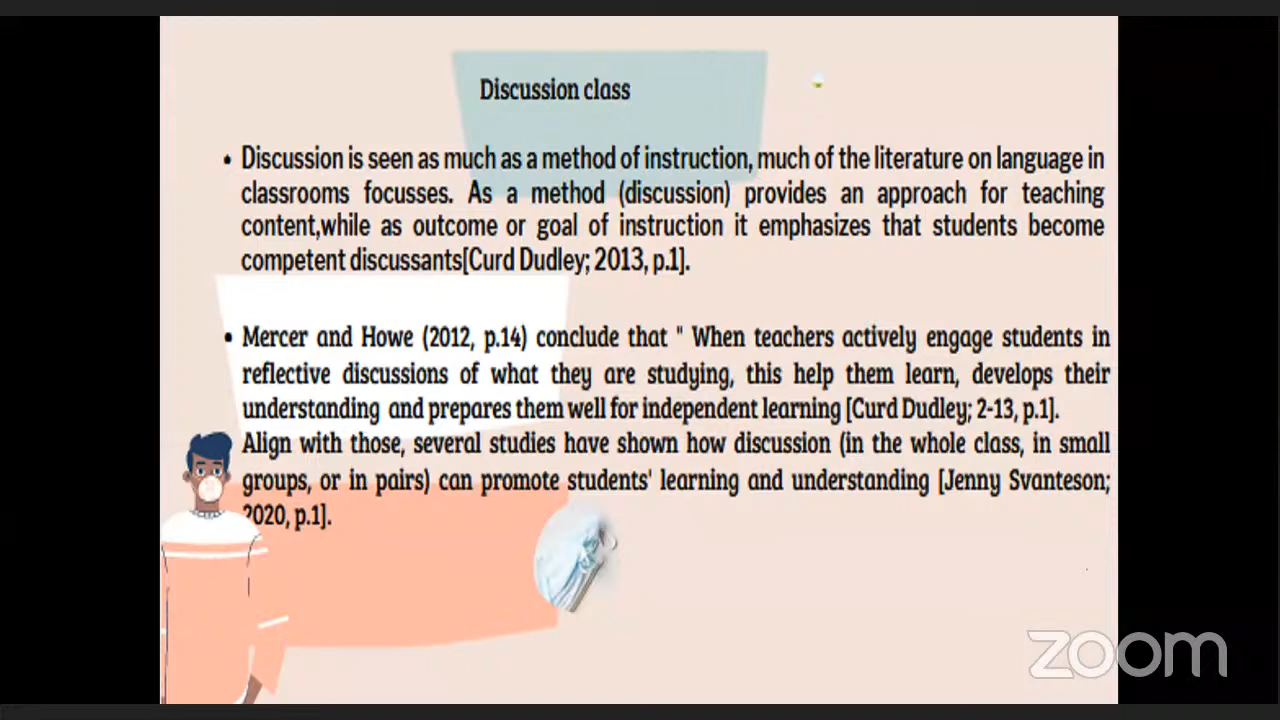 Discussion class
• Discussion is seen as much as a method of instruction, much of the literature on language in
classrooms focusses. As a method (discussion) provides an approach for teaching
content,while as outcome or goal of instruction it emphasizes that students become
competent discussants[Curd Dudley; 2013, p.1].
• Mercer and Howe (2012, p.14) conclude that " When teachers actively engage students in
reflective discussions of what they are studying, this help them learn, develops their
understanding and prepares them well for independent learning [Curd Dudley; 2-13, p.1].
Align with those, several studies have shown how discussion (in the whole class, in small
groups, or in pairs) can promote students' learning and understanding [Jenny Svanteson;
2020, p.1].
zoom